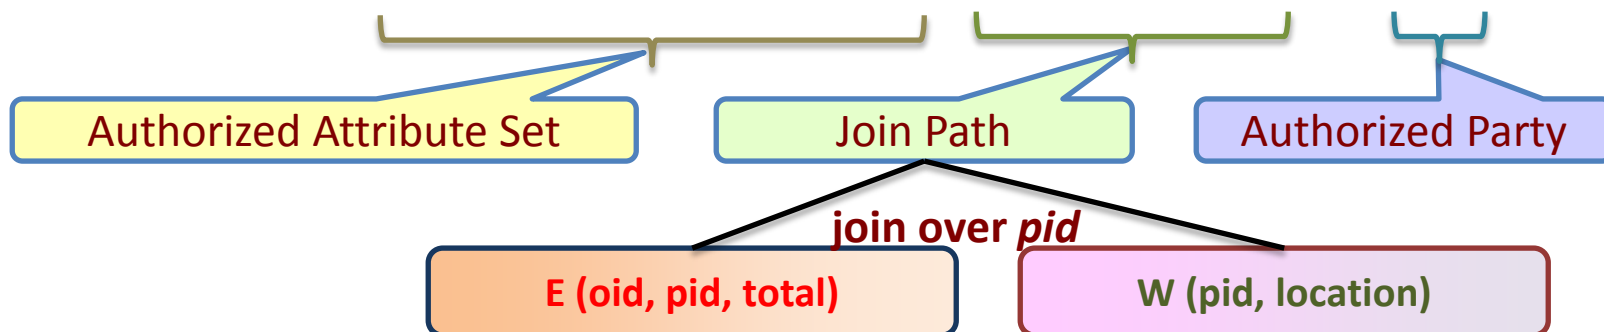 Authorized Attribute Set
Join Path
Authorized Party
join over pid
E (oid, pid, total)
W (pid, location)